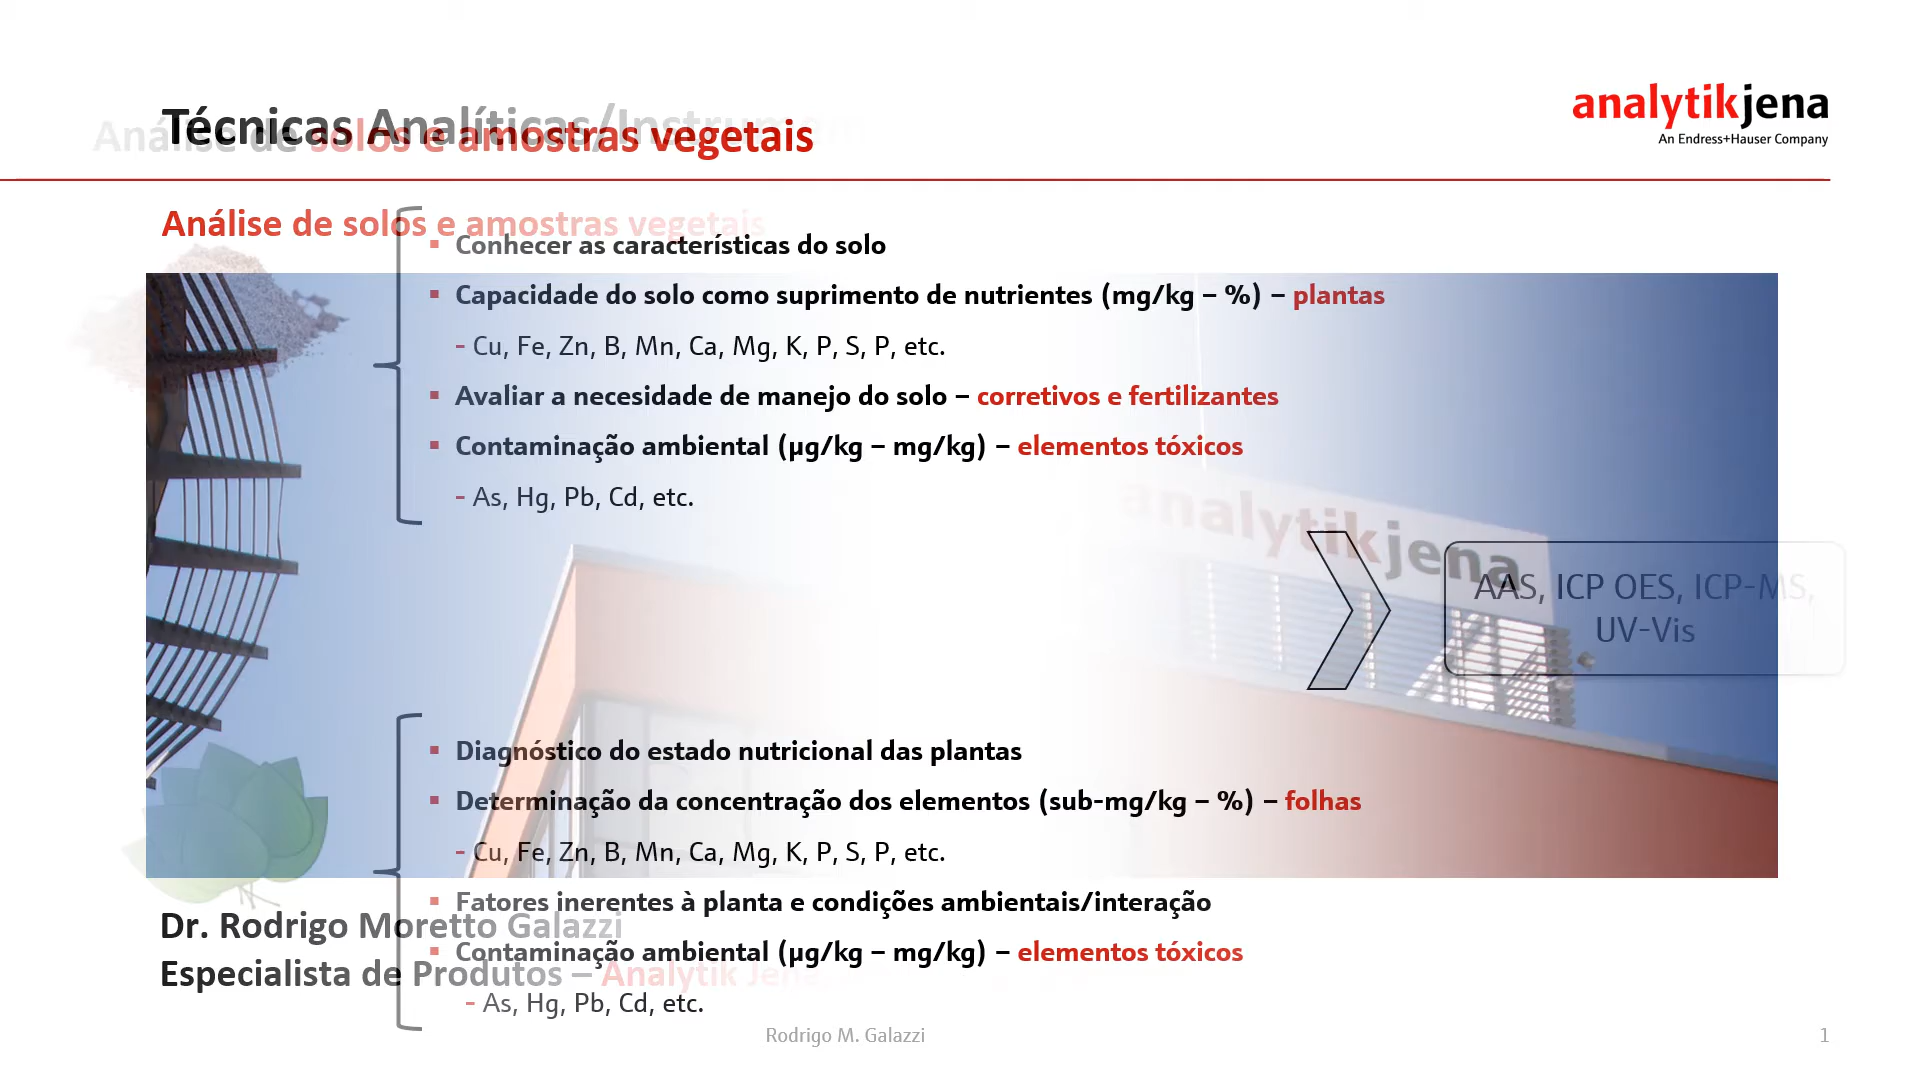 Técnicas Analíticas/Instrum
Análise de solos e amostras vegetais
analytikjena
An Endress+Hauser Company
Análise de solos e amostras vegetais
▪ Conhecer as características do solo
▪ Capacidade do solo como suprimento de nutrientes (mg/kg – %) – plantas
- Cu, Fe, Zn, B, Mn, Ca, Mg, K, P, S, P, etc.
▪ Avaliar a necesidade de manejo do solo – corretivos e fertilizantes
▪ Contaminação ambiental (µg/kg – mg/kg) – elementos tóxicos
- As, Hg, Pb, Cd, etc.
analytikjena
AAS, ICP OES, ICP-MS,
UV-Vis
▪ Diagnóstico do estado nutricional das plantas
▪ Determinação da concentração dos elementos (sub-mg/kg – %) – folhas
- Cu, Fe, Zn, B, Mn, Ca, Mg, K, P, S, P, etc.
▪ Fatores inerentes à planta e condições ambientais/interação
Dr. Rodrigo Moretto Galazzi
▪ Contaminação ambiental (µg/kg – mg/kg) – elementos tóxicos
Especialista de Produtos – Analytik Jena
- As, Hg, Pb, Cd, etc.
Rodrigo M. Galazzi
1